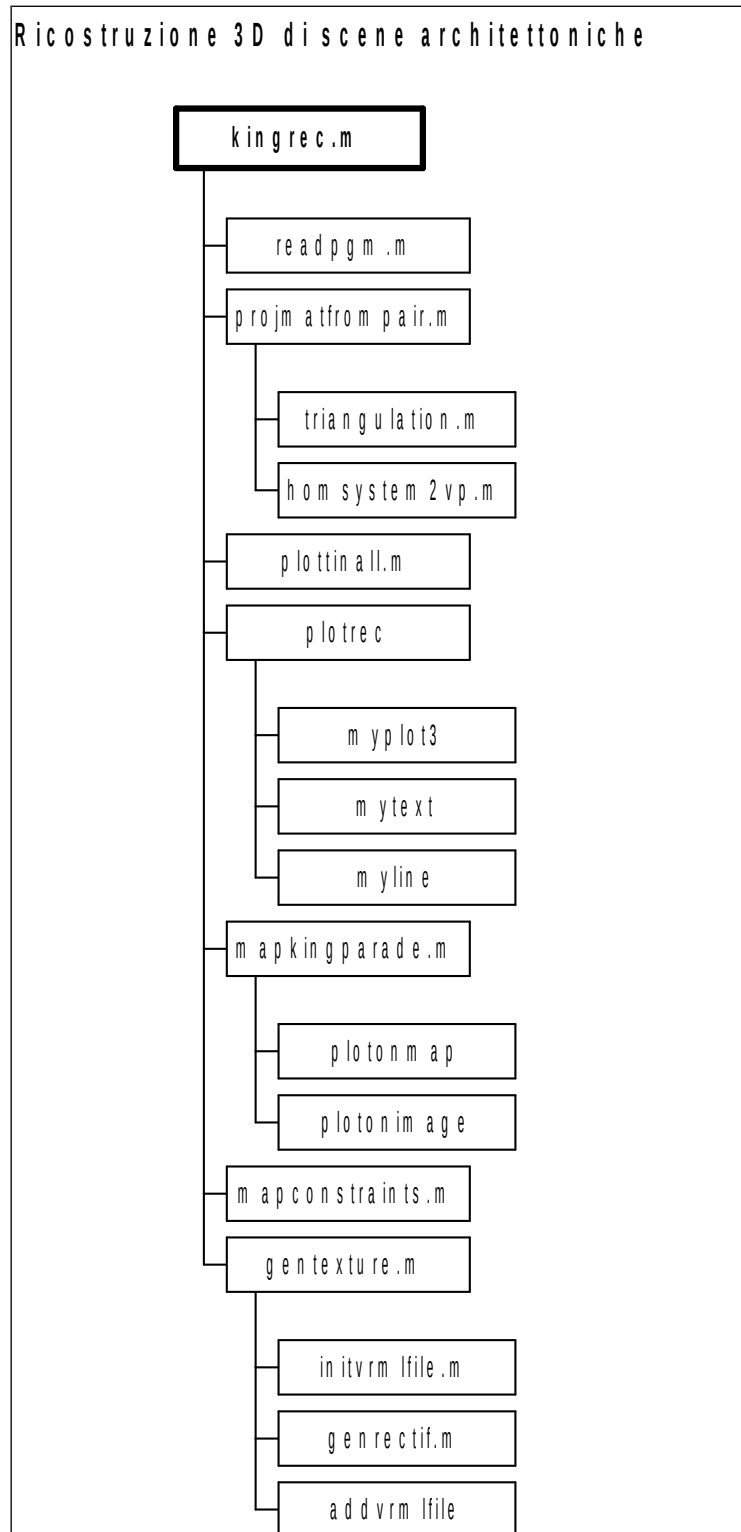 Ricostruzione 3D di scene architettoniche
kingrec.m
readpgm.m
projmatfrompair.m
triangulation.m
homsystem2vp.m
plottinall.m
plotrec
myplot3
mytext
myline
mapkingparade.m
plotonmap
plotonimage
mapconstraints.m
gentexture.m
initvrmlfile.m
genrectif.m
addvrmlfile